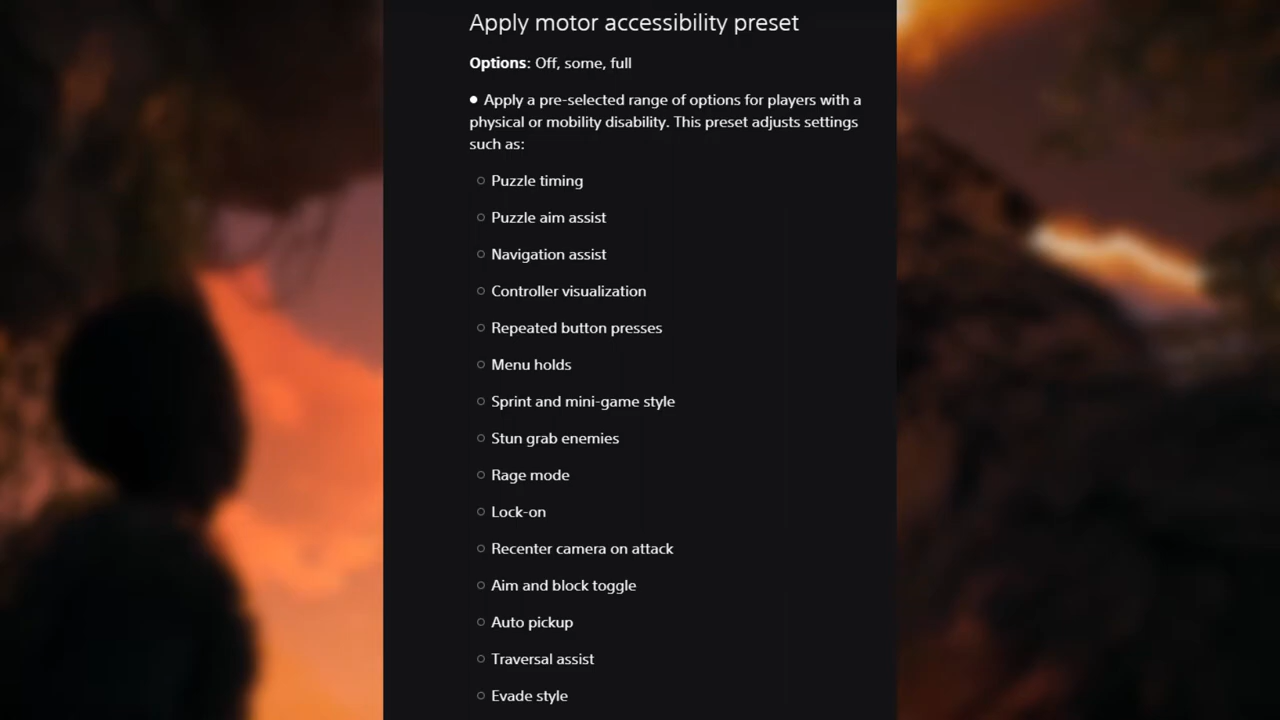 Apply motor accessibility preset
Options: Off, some, full
● Apply a pre-selected range of options for players with a
physical or mobility disability. This preset adjusts settings
such as:
○ Puzzle timing
○ Puzzle aim assist
○ Navigation assist
○ Controller visualization
○ Repeated button presses
○ Menu holds
○ Sprint and mini-game style
○ Stun grab enemies
○ Rage mode
○ Lock-on
○ Recenter camera on attack
○ Aim and block toggle
○ Auto pickup
○ Traversal assist
○ Evade style